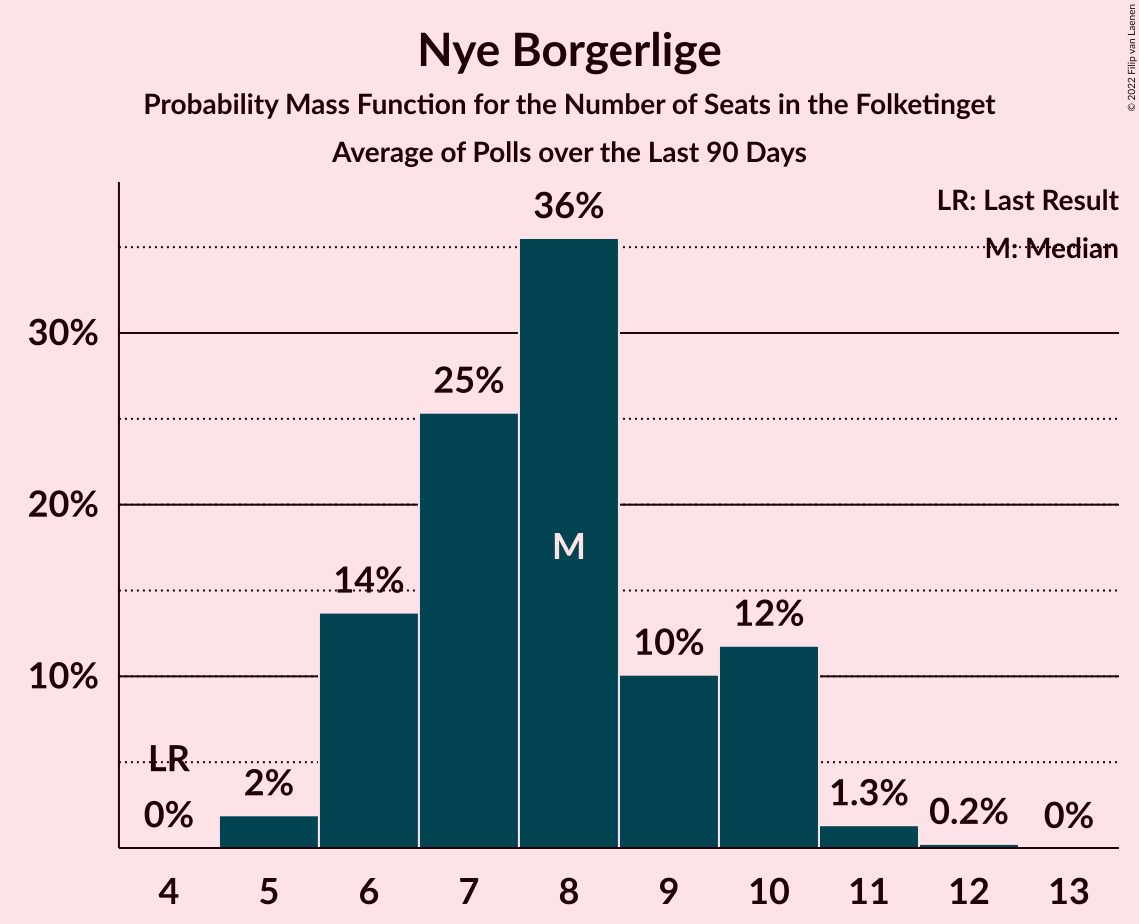 Nye Borgerlige
Probability Mass Function for the Number of Seats in the Folketinget
Average of Polls over the Last 90 Days
© 2022 Filip van Laenen
LR: Last Result
M: Median
30%
20%
10%
LR
0%
2%
14%
25%
36%
M
10%
12%
1.3%
0.2%
0%
4 5 6 7 8 9 10 11 12 13